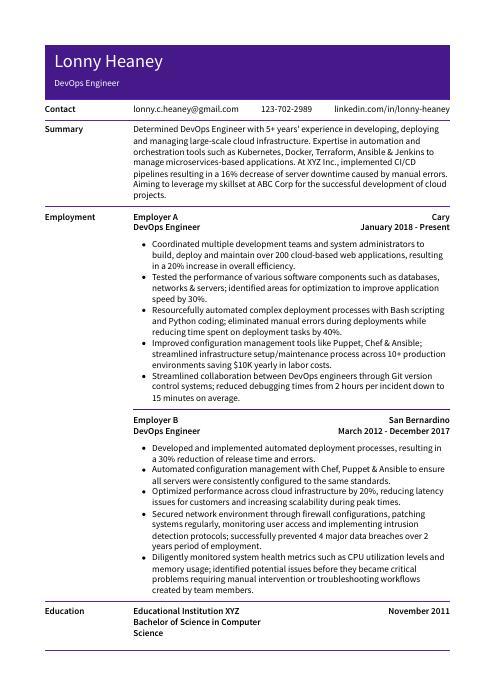 Lonny Heaney
DevOps Engineer
Contact lonny.c.heaney@gmail.com 123-702-2989 linkedin.com/in/lonny-heaney
Summary Determined DevOps Engineer with 5+ years' experience in developing, deploying
and managing large-scale cloud infrastructure. Expertise in automation and
orchestration tools such as Kubernetes, Docker, Terraform, Ansible & Jenkins to
manage microservices-based applications. At XYZ Inc., implemented CI/CD
pipelines resulting in a 16% decrease of server downtime caused by manual errors.
Aiming to leverage my skillset at ABC Corp for the successful development of cloud
projects.
Employment Employer A Cary
DevOps Engineer January 2018 - Present
• Coordinated multiple development teams and system administrators to
build, deploy and maintain over 200 cloud-based web applications, resulting
in a 20% increase in overall efficiency.
• Tested the performance of various software components such as databases,
networks & servers; identified areas for optimization to improve application
speed by 30%.
• Resourcefully automated complex deployment processes with Bash scripting
and Python coding; eliminated manual errors during deployments while
reducing time spent on deployment tasks by 40%.
• Improved configuration management tools like Puppet, Chef & Ansible;
streamlined infrastructure setup/maintenance process across 10+ production
environments saving $10K yearly in labor costs.
• Streamlined collaboration between DevOps engineers through Git version
control systems; reduced debugging times from 2 hours per incident down to
15 minutes on average.
Employer B San Bernardino
DevOps Engineer March 2012 - December 2017
• Developed and implemented automated deployment processes, resulting in
a 30% reduction of release time and errors.
• Automated configuration management with Chef, Puppet & Ansible to ensure
all servers were consistently configured to the same standards.
• Optimized performance across cloud infrastructure by 20%, reducing latency
issues for customers and increasing scalability during peak times.
• Secured network environment through firewall configurations, patching
systems regularly, monitoring user access and implementing intrusion
detection protocols; successfully prevented 4 major data breaches over 2
years period of employment.
• Diligently monitored system health metrics such as CPU utilization levels and
memory usage; identified potential issues before they became critical
problems requiring manual intervention or troubleshooting workflows
created by team members.
Education Educational Institution XYZ November 2011
Bachelor of Science in Computer
Science